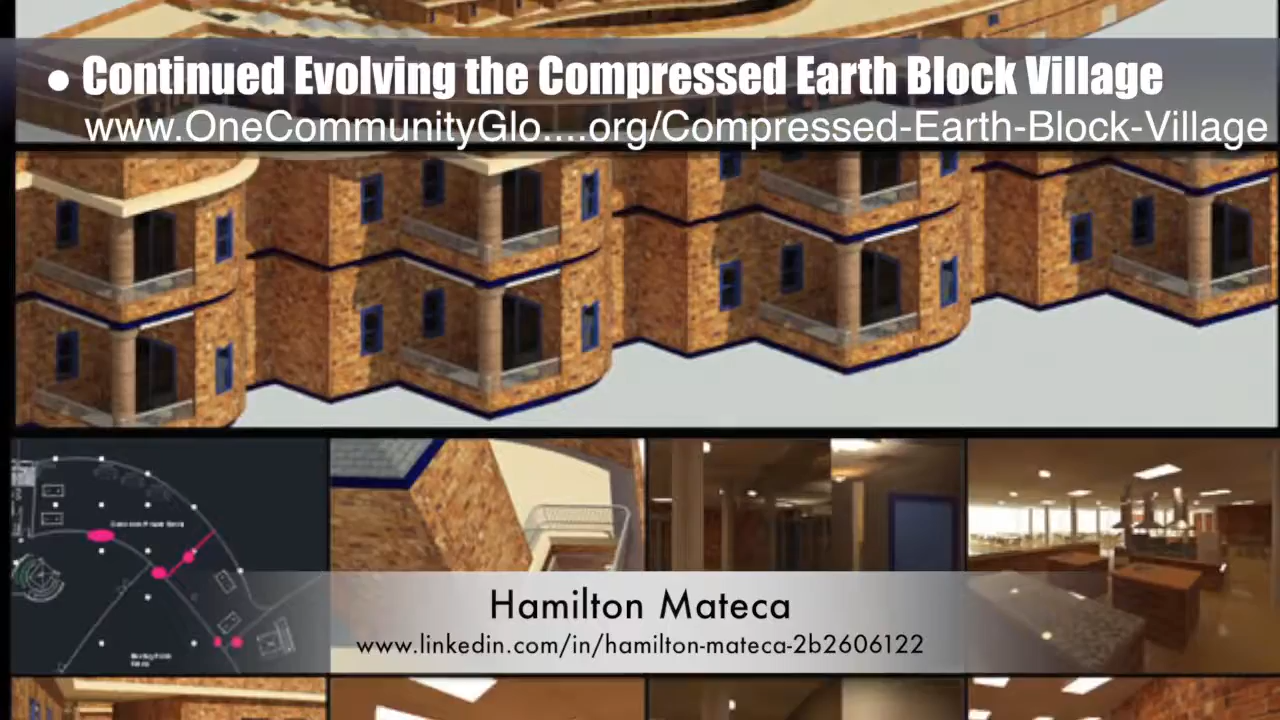 • Continued Evolving the Compressed Earth Block Village
www.OneCommunityGlo....org/Compressed-Earth-Block-Village
Hamilton Mateca
www.linkedin.com/in/hamilton-mateca-2b2606122